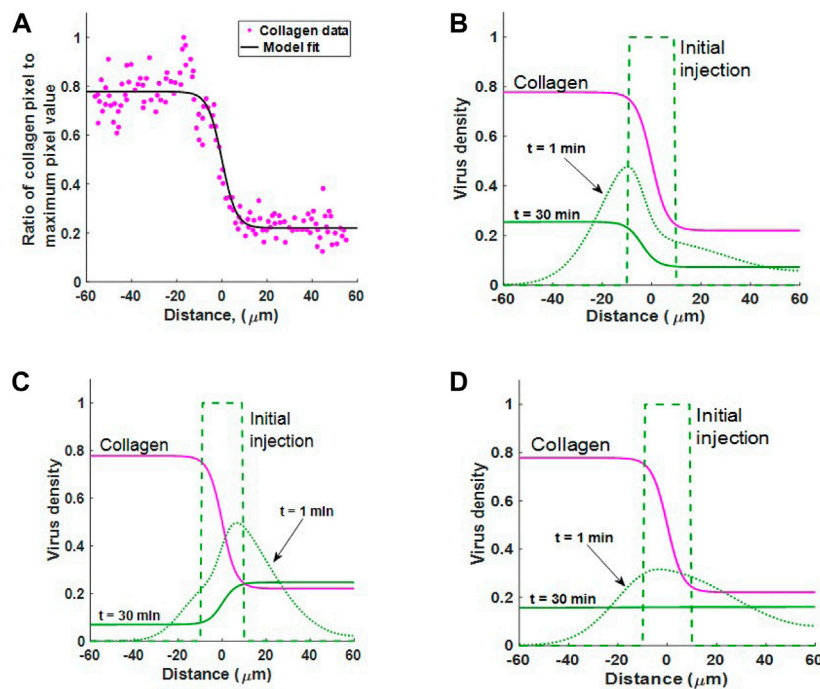 A
Collagen data
Model fit
Ratio of collagen pixel to
maximum pixel value
1
0.8
0.6
0.4
0.2
0
-60 -40 -20 0 20 40 60
Distance, (μm)
B
Initial
injection
Collagen
t = 1 min
t = 30 min
Virus density
1
0.8
0.6
0.4
0.2
0
-60 -40 -20 0 20 40 60
Distance (μm)
C
Initial
injection
Collagen
t = 1 min
t = 30 min
Virus density
1
0.8
0.6
0.4
0.2
0
-60 -40 -20 0 20 40 60
Distance (μm)
D
Initial
injection
Collagen
t = 1 min
t = 30 min
Virus density
1
0.8
0.6
0.4
0.2
0
-60 -40 -20 0 20 40 60
Distance (μm)